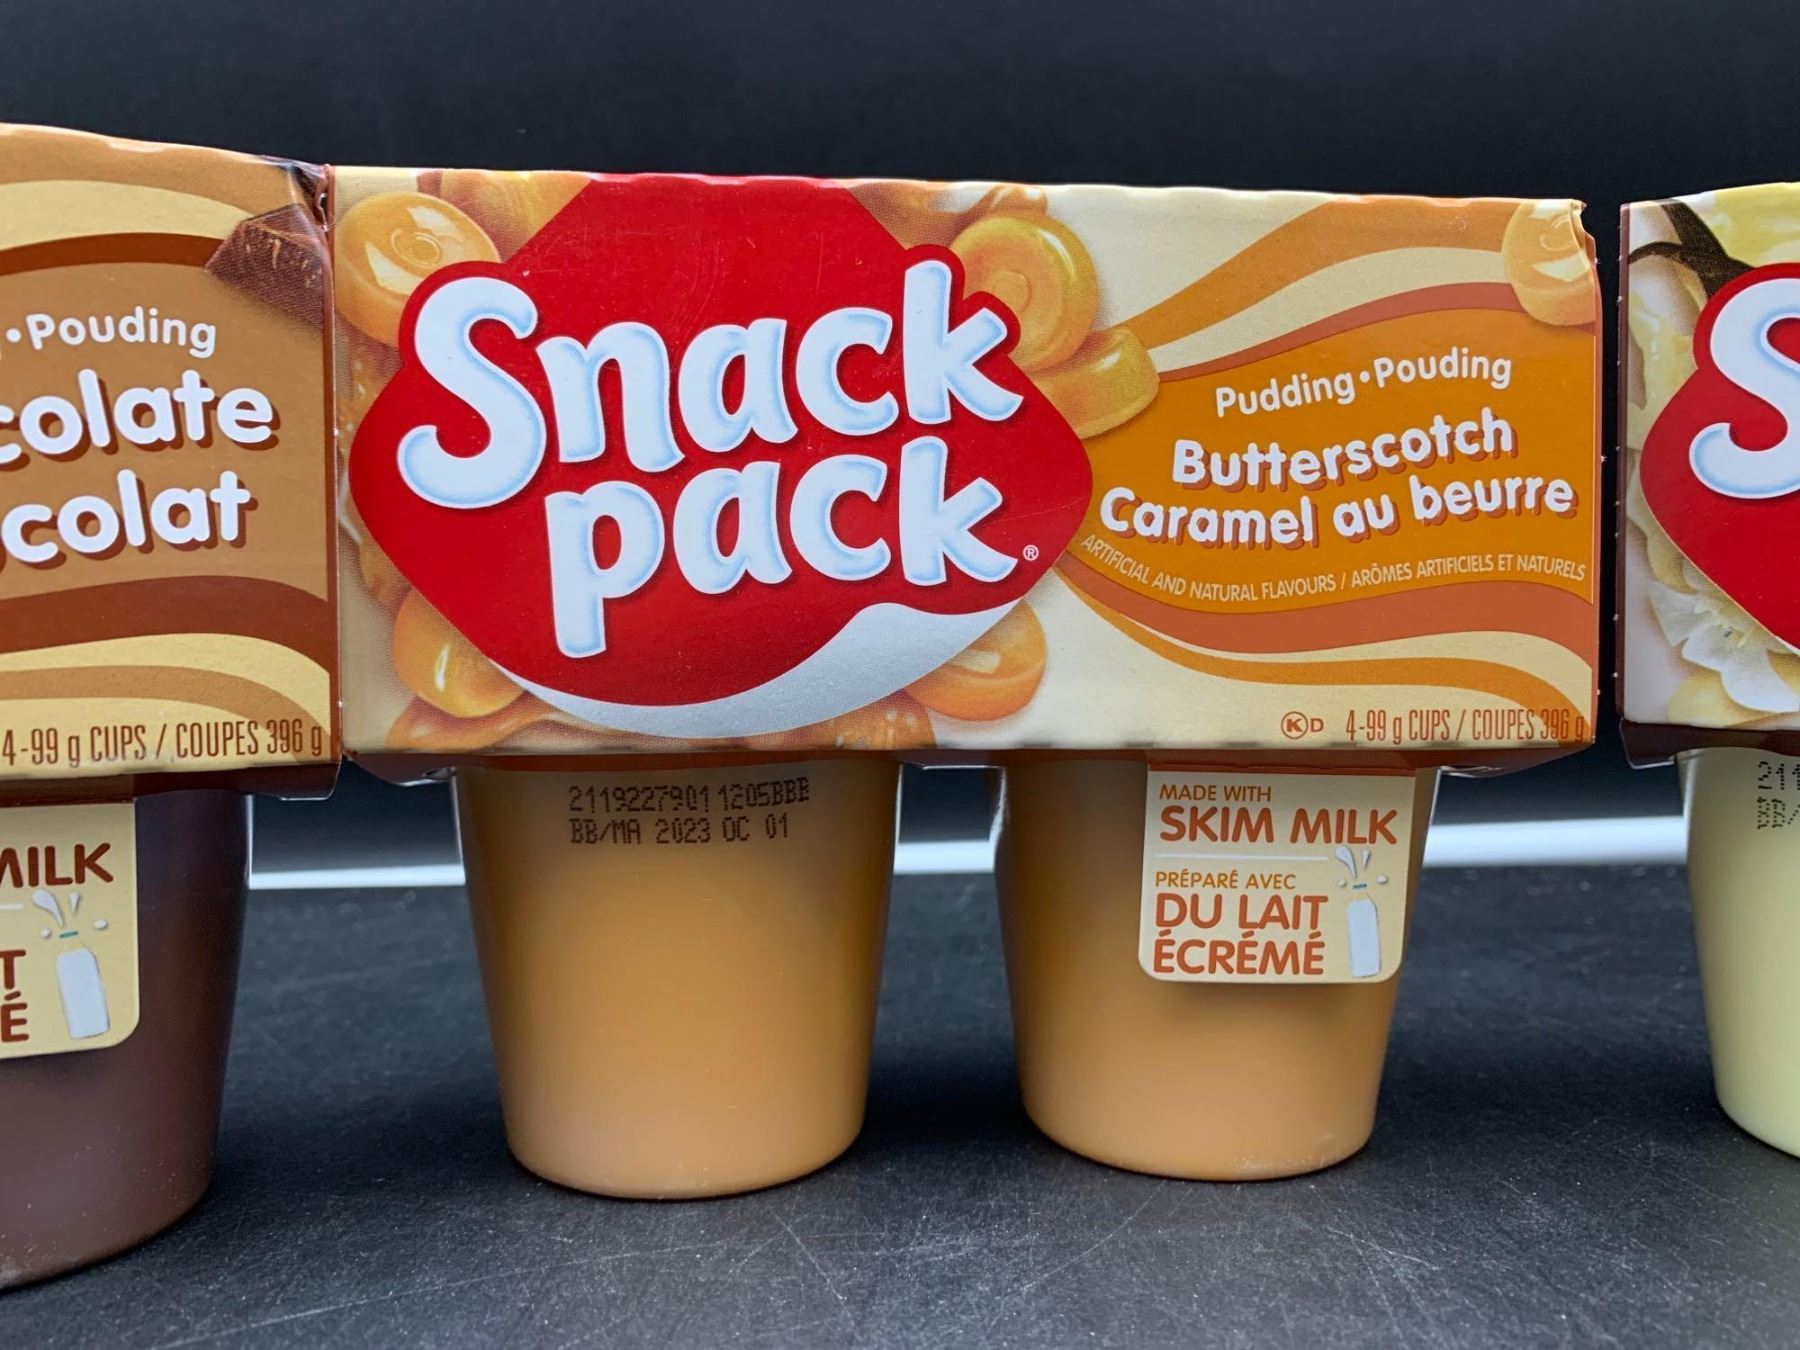 •Pouding
colate
colat
4-99 g CUPS / COUPES 396 g
MILK
T
É
Snack
pack®
Pudding•Pouding
Butterscotch
Caramel au beurre
ARTIFICIAL AND NATURAL FLAVOURS / ARÔMES ARTIFICIELS ET NATURELS
K D 4-99 g CUPS / COUPES 396 g
2119227901 1205BBB
BB/MA 2023 OC 01
MADE WITH
SKIM MILK
PRÉPARÉ AVEC
DU LAIT
ÉCRÉMÉ
S
211
BB/